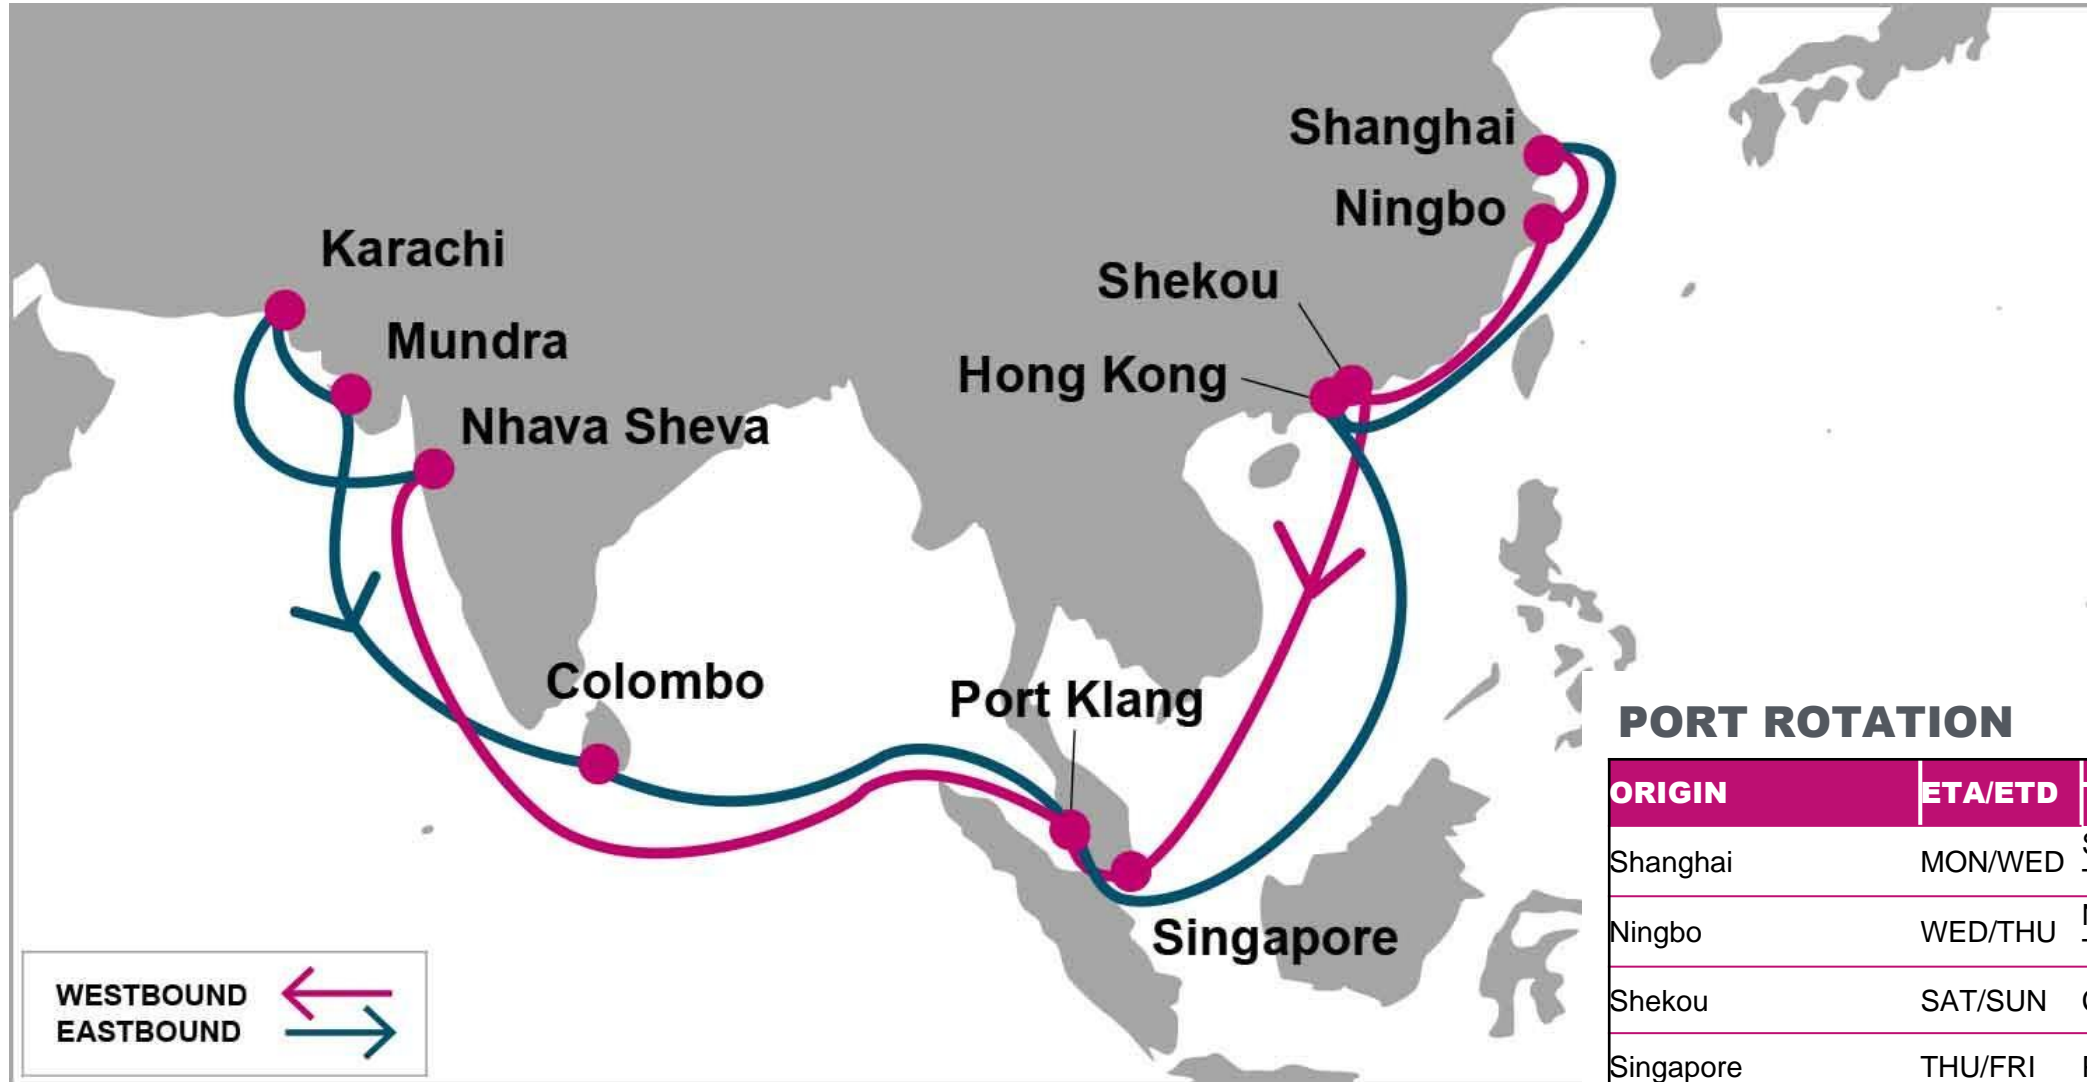 Shanghai
Ningbo
Karachi
Shekou
Mundra
Hong Kong
Nhava Sheva
Colombo
Port Klang
Singapore
WESTBOUND
EASTBOUND
PORT ROTATION
ORIGIN ETA/ETD
Shanghai MON/WED
Ningbo WED/THU
Shekou SAT/SUN
Singapore THU/FRI